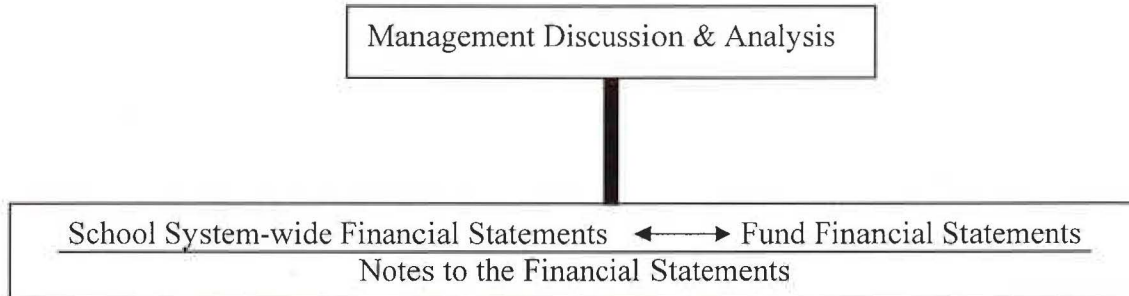 Management Discussion & Analysis
School System-wide Financial Statements ↔ Fund Financial Statements
Notes to the Financial Statements